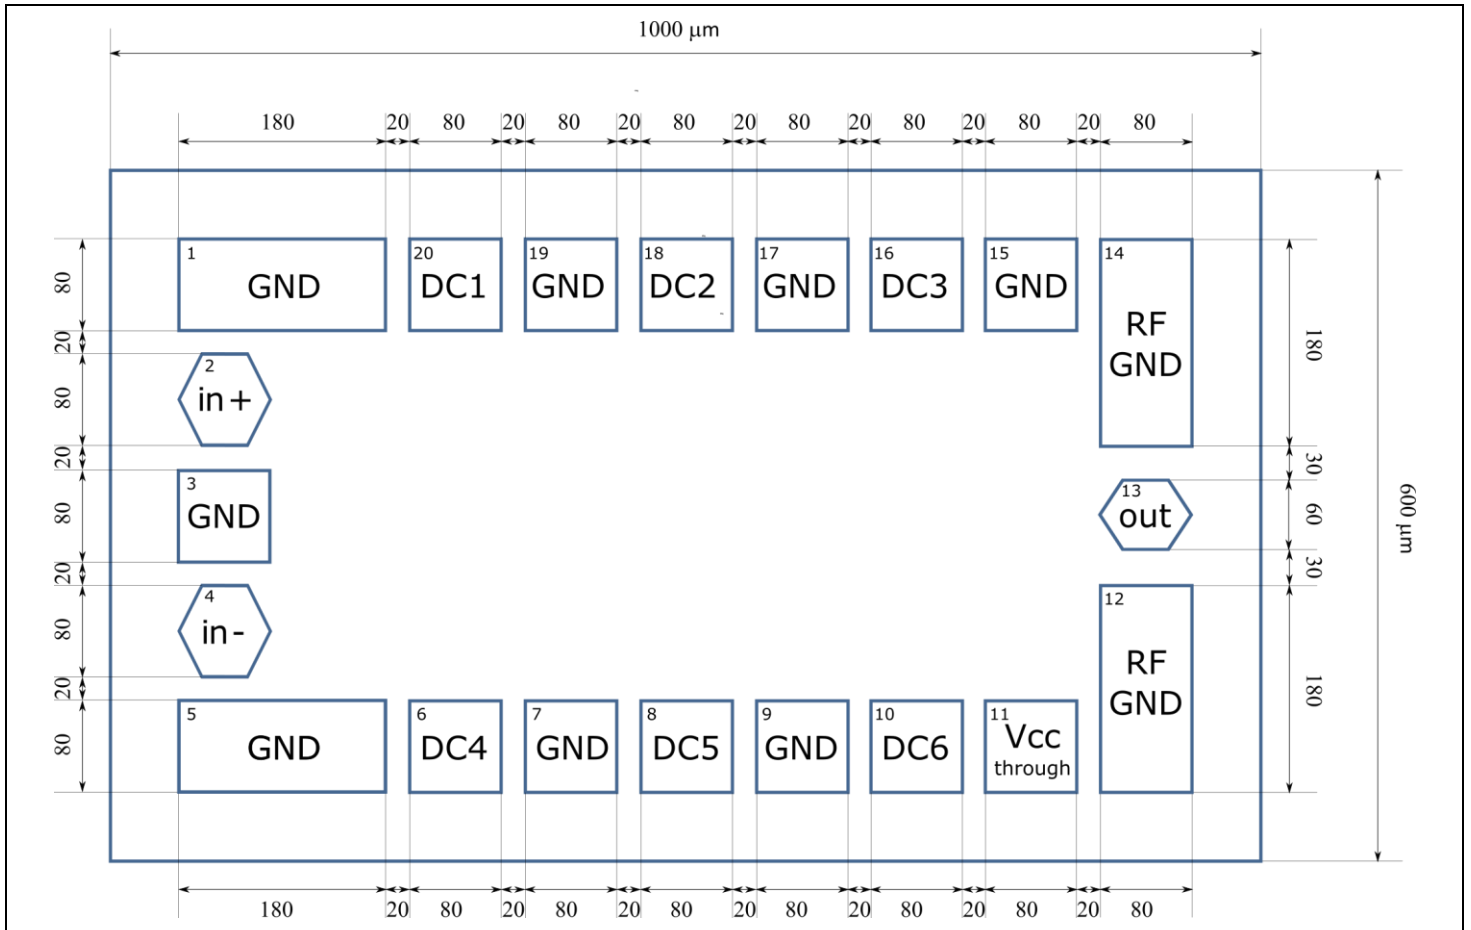 1000 μm
180 20 80 20 80 20 80 20 80 20 80 20 80 20 80
1 20 19 18 17 16 15 14
GND DC1 GND DC2 GND DC3 GND
RF
GND
80
20
80
20
80
20
80
20
80
2
in+
3
GND
4
in-
13
out
180
30
60
30
180
600 μm
5 6 7 8 9 10 11
GND DC4 GND DC5 GND DC6 Vcc
through
12
RF
GND
180 20 80 20 80 20 80 20 80 20 80 20 80 20 80